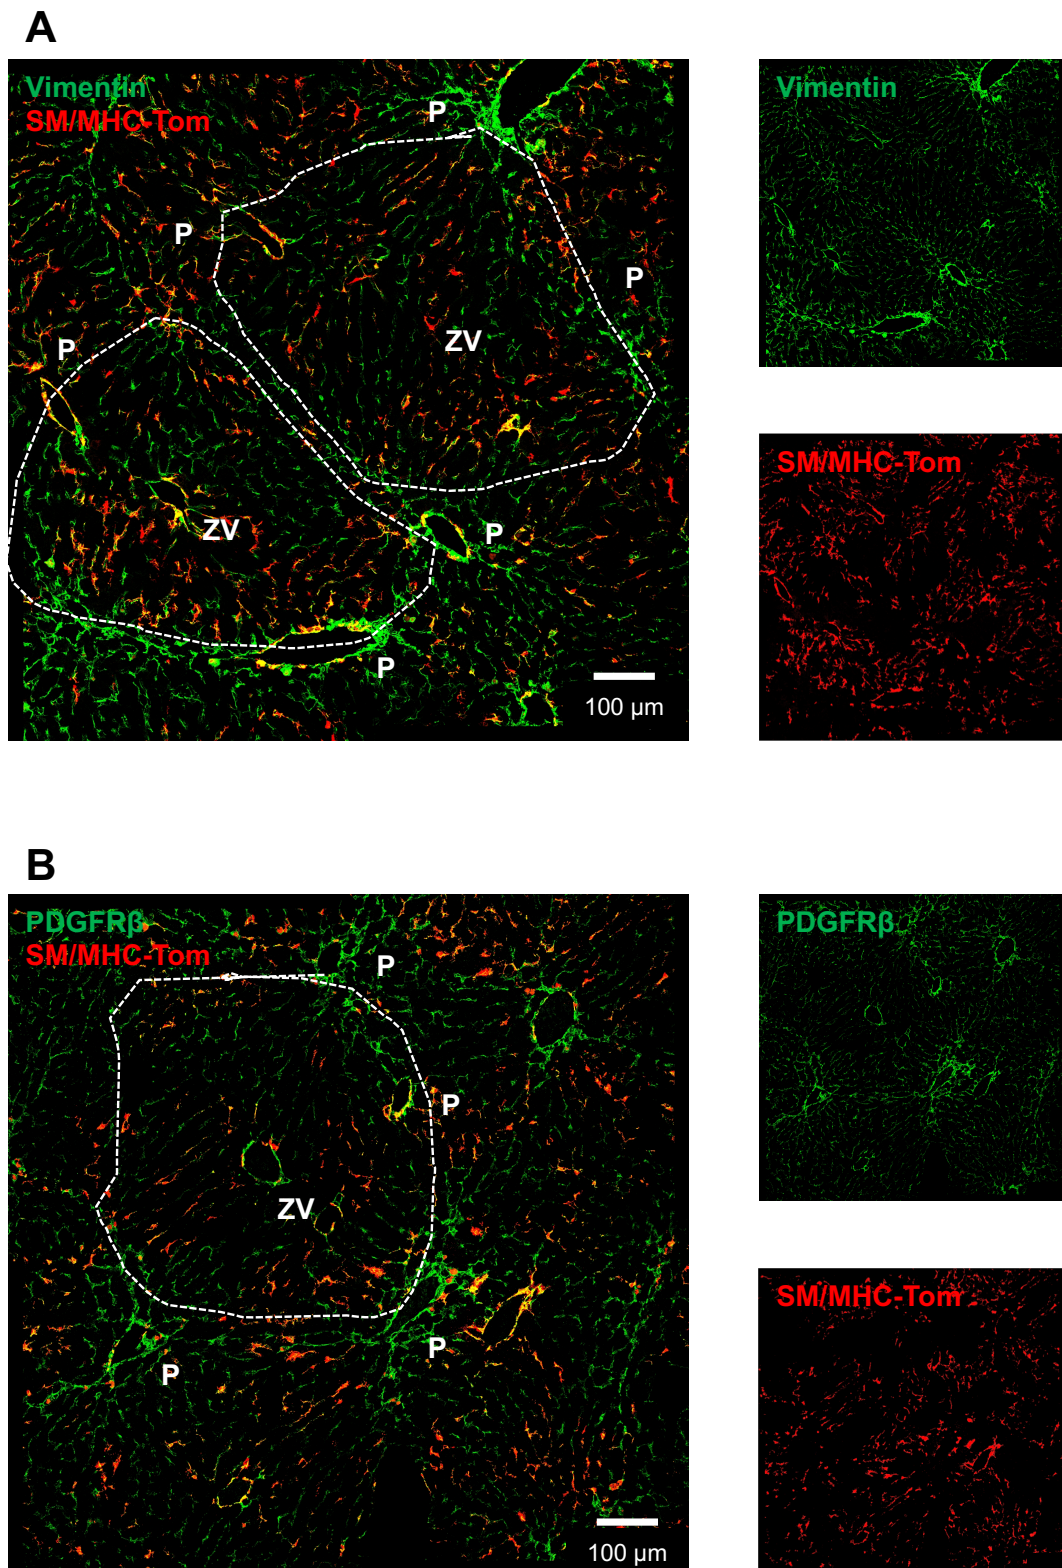 A
Vimentin
SM/MHC-Tom
P
P
P
ZV
P
ZV
P
P
100 µm
Vimentin
SM/MHC-Tom
B
PDGFRβ
SM/MHC-Tom
P
P
ZV
P
P
100 µm
PDGFRβ
SM/MHC-Tom